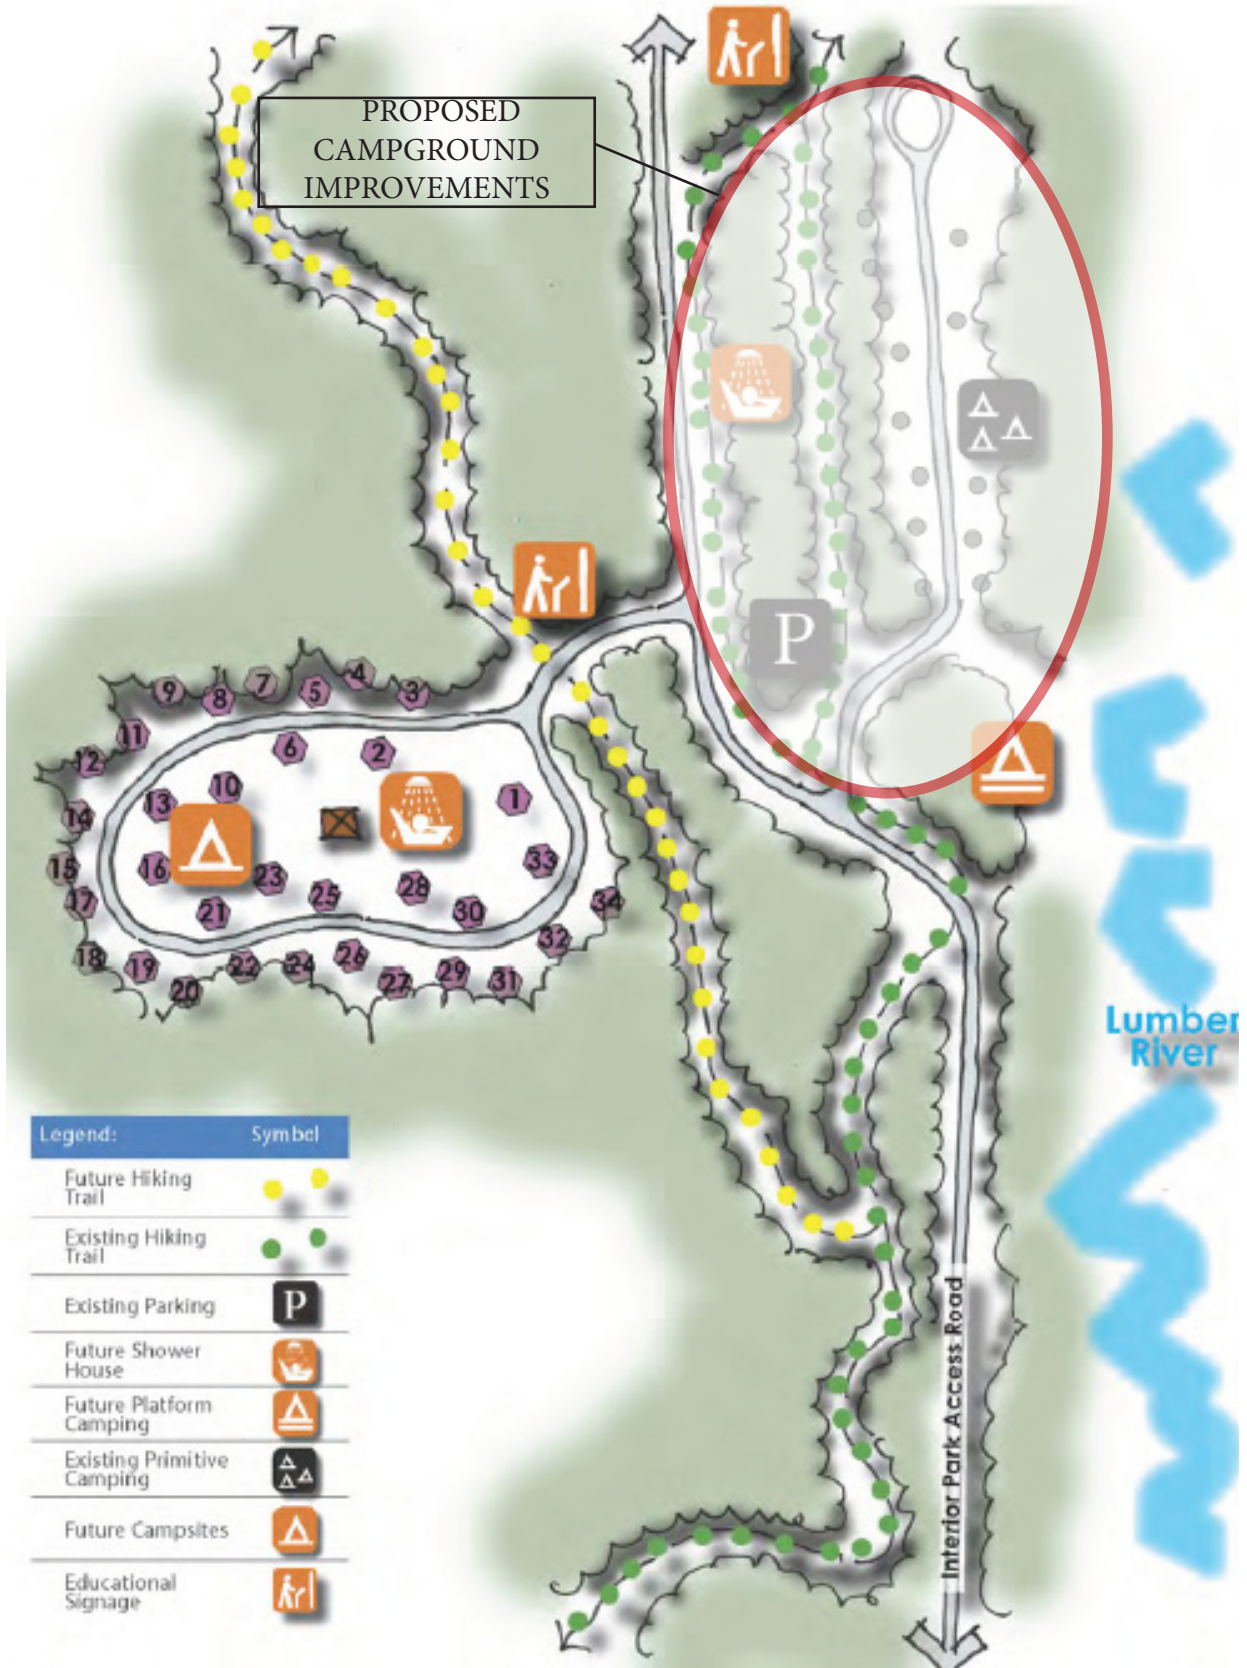 PROPOSED
CAMPGROUND
IMPROVEMENTS
P
9
8
7
5
4
3
11
12
6
2
10
13
1
14
15
16
17
23
21
25
28
30
33
34
32
18
19
20
22
24
26
27
29
31
Lumber
River
Interior Park Access Road
Legend: Symbol
Future Hiking
Trail
Existing Hiking
Trail
Existing Parking P
Future Shower
House
Future Platform
Camping
Existing Primitive
Camping
Future Campsites
Educational
Signage